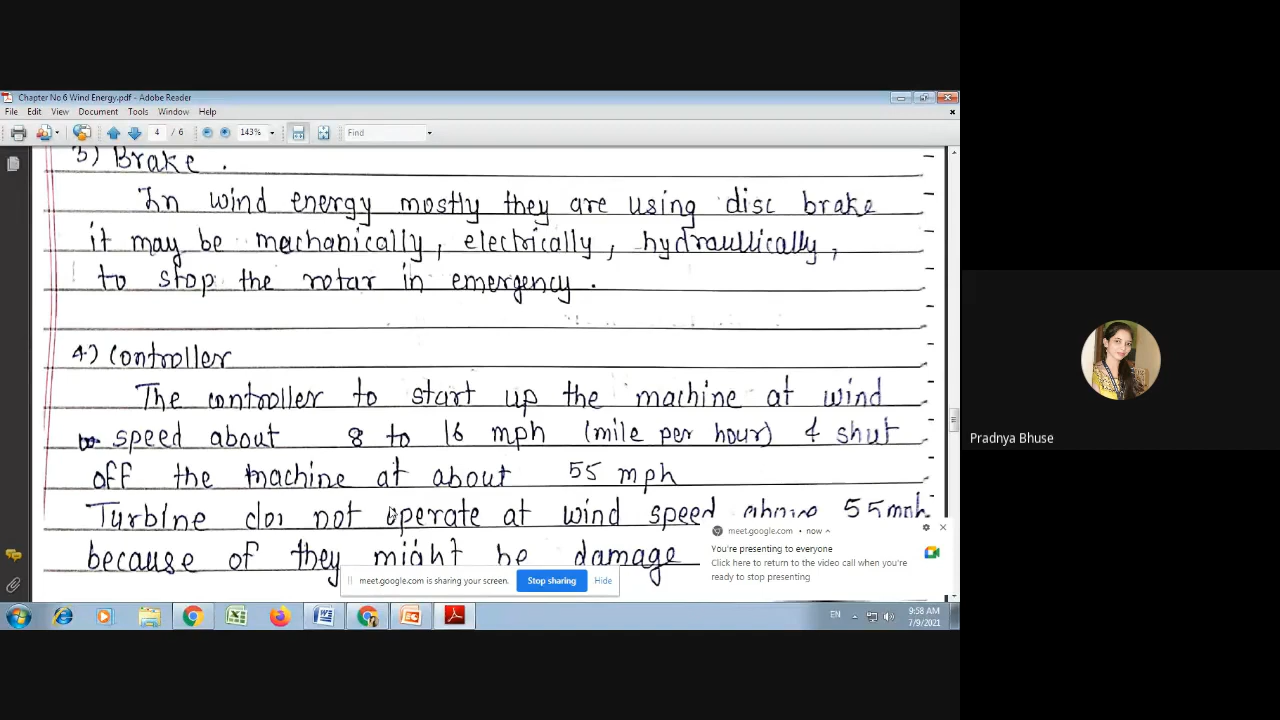 Chapter No 6 Wind Energy.pdf - Adobe Reader
File Edit View Document Tools Window Help
4 / 6 143% Find
3) Brake .
In wind energy mostly they are using disc brake
it may be mechanically, electrically, hydraullically,
to stop the rotar in emergency.
4.) Controller
The controller to start up the machine at wind
speed about 8 to 16 mph (mile per hour) & shut
off the machine at about 55 mph
Turbine do not operate at wind speed above 55 mph
because of they might be damage
meet.google.com • now
You're presenting to everyone
Click here to return to the video call when you're
ready to stop presenting
meet.google.com is sharing your screen. Stop sharing Hide
EN
9:58 AM
7/9/2021
Pradnya Bhuse